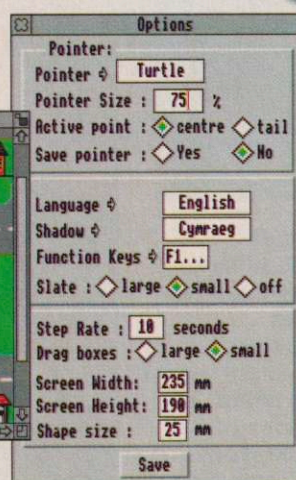 Options
Pointer:
Pointer Turtle
Pointer Size : 75 %
Active point : centre tail
Save pointer : Yes No
Language English
Shadow Cymraeg
Function Keys F1...
Slate : large small off
Step Rate : 10 seconds
Drag boxes : large small
Screen Width: 235 mm
Screen Height: 190 mm
Shape size : 25 mm
Save